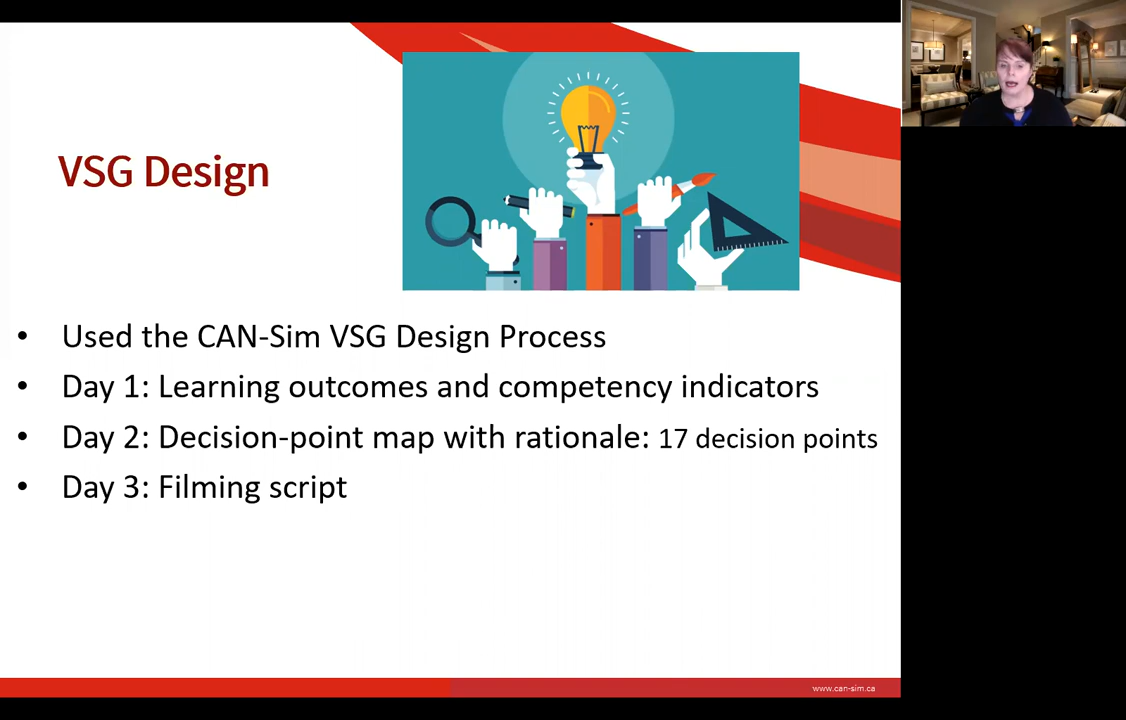 VSG Design
• Used the CAN-Sim VSG Design Process
• Day 1: Learning outcomes and competency indicators
• Day 2: Decision-point map with rationale: 17 decision points
• Day 3: Filming script
www.can-sim.ca